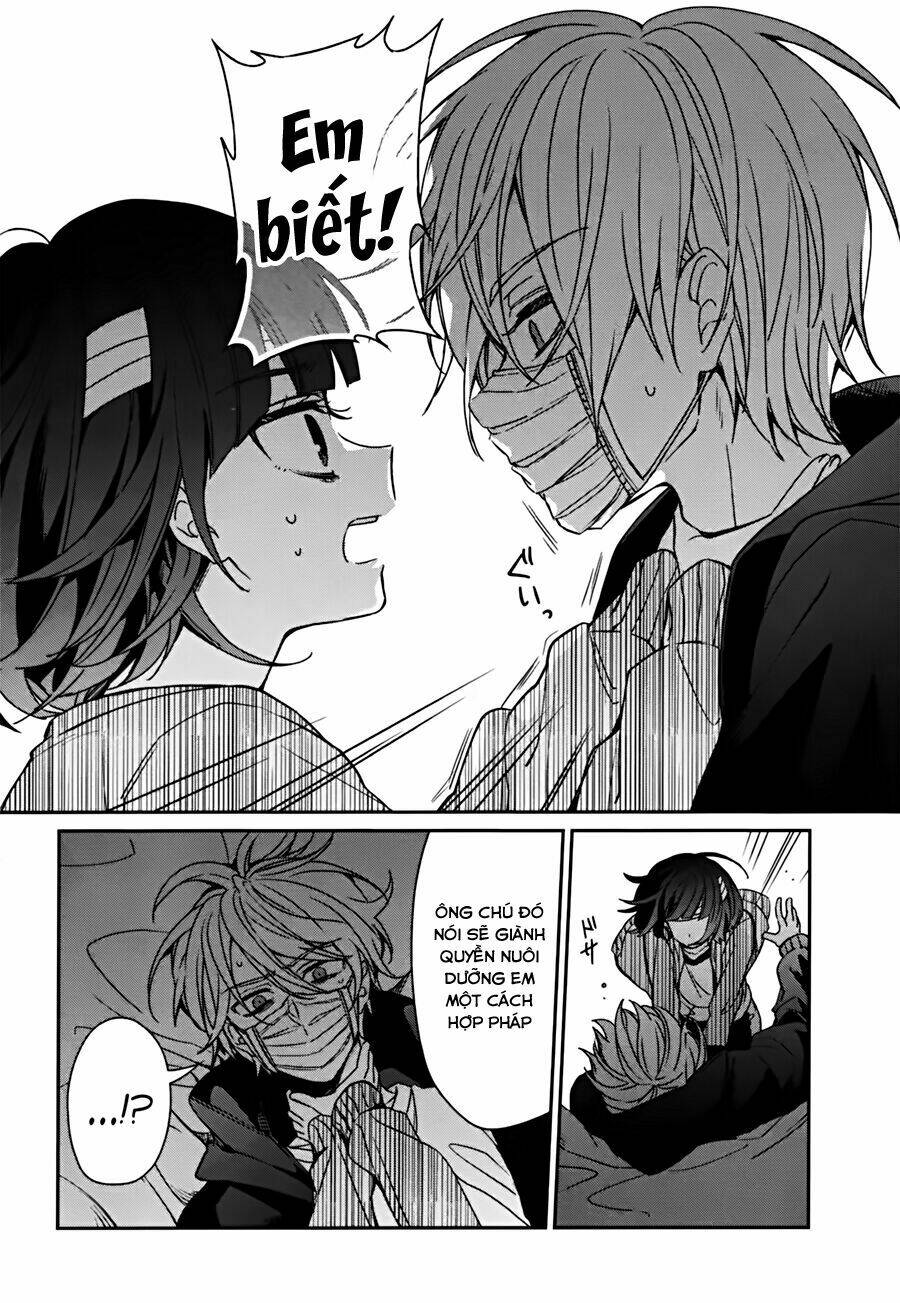 Em
biết!
ぐいっ
ドサ
ÔNG CHÚ ĐÓ
NÓI SẼ GIÀNH
QUYỀN NUÔI
DƯỠNG EM
MỘT CÁCH
HỢP PHÁP
...!?